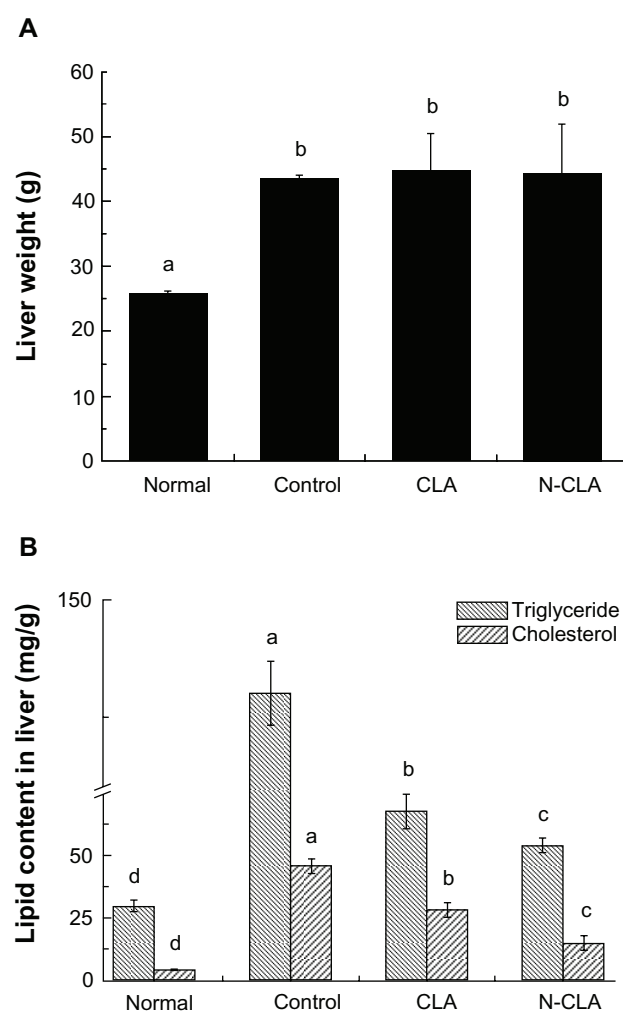 A
Liver weight (g)
60
50
40
30
20
10
0
a
b
b
b
Normal Control CLA N-CLA
B
Lipid content in liver (mg/g)
150
50
25
0
Triglyceride
Cholesterol
d
d
a
a
b
b
c
c
Normal Control CLA N-CLA